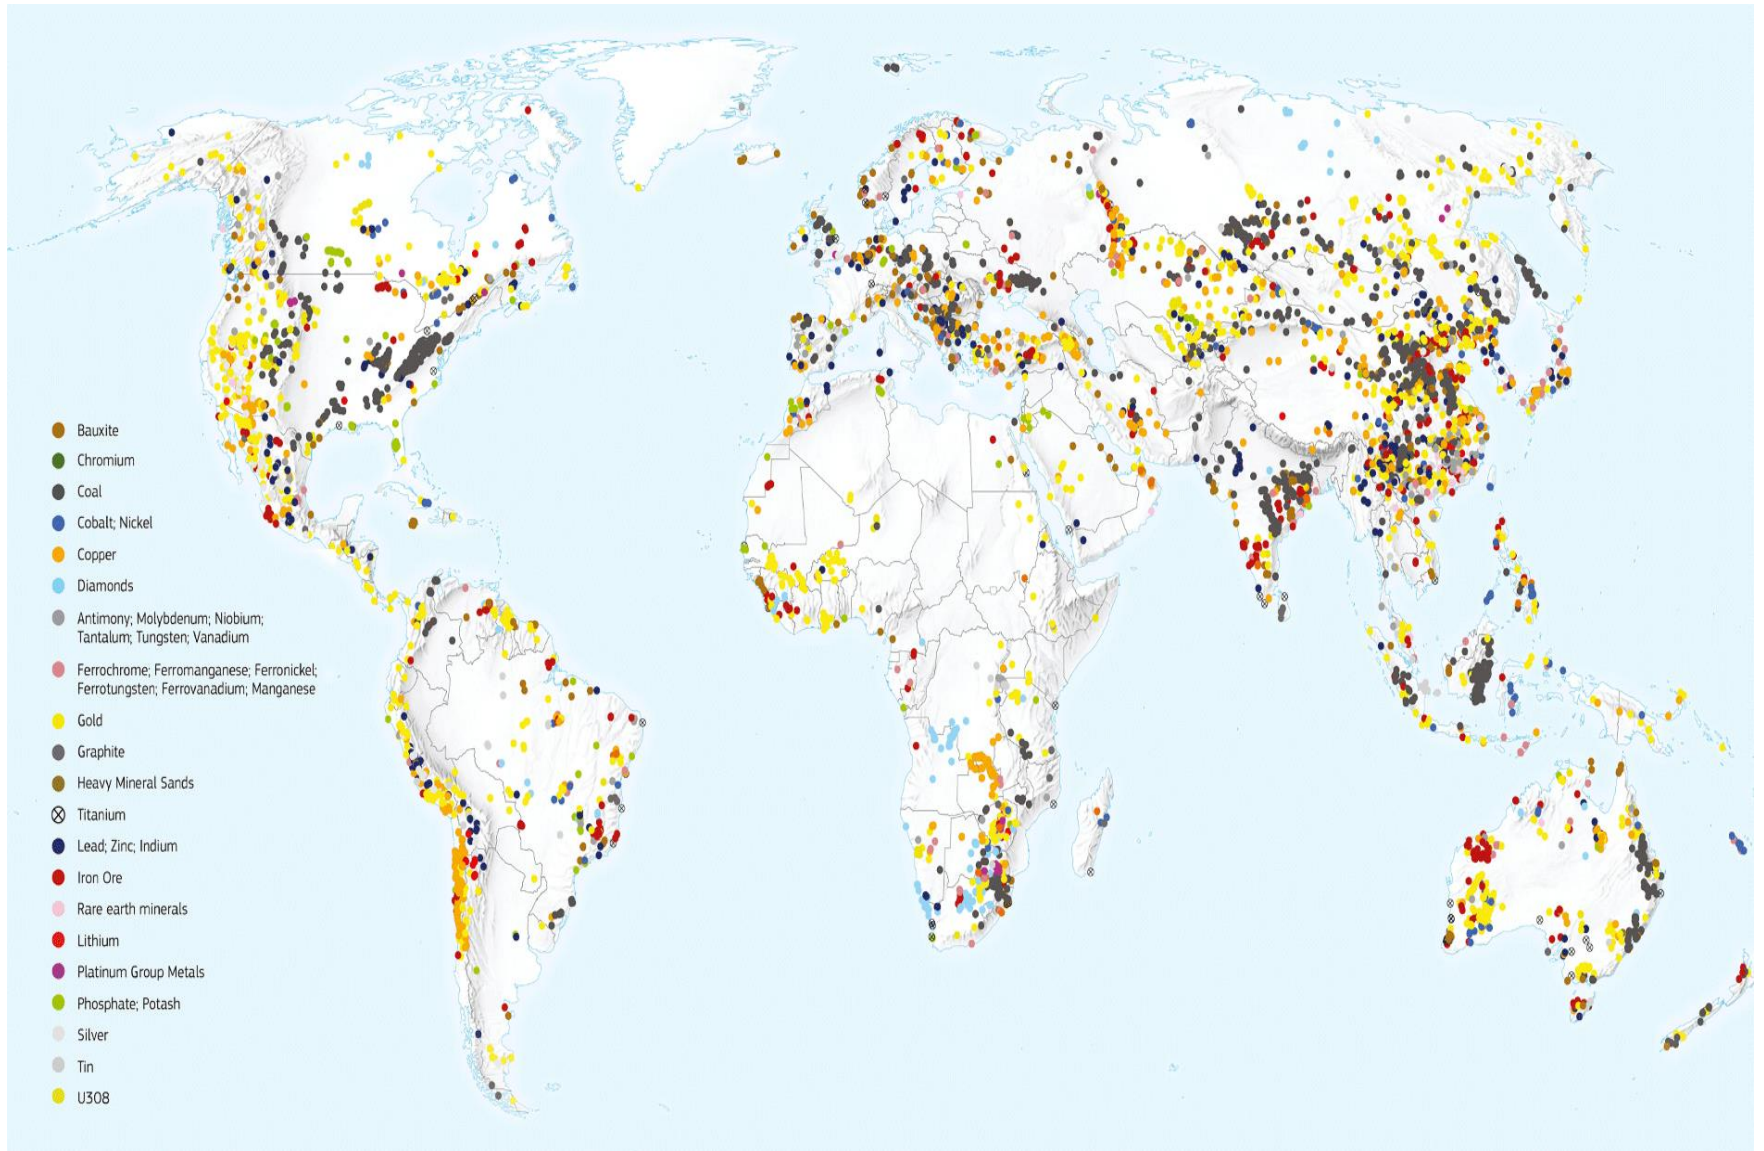 Bauxite
Chromium
Coal
Cobalt; Nickel
Copper
Diamonds
Antimony; Molybdenum; Niobium;
Tantalum; Tungsten; Vanadium
Ferrochrome; Ferromanganese; Ferronickel;
Ferrotungsten; Ferrovanadium; Manganese
Gold
Graphite
Heavy Mineral Sands
Titanium
Lead; Zinc; Indium
Iron Ore
Rare earth minerals
Lithium
Platinum Group Metals
Phosphate; Potash
Silver
Tin
U308